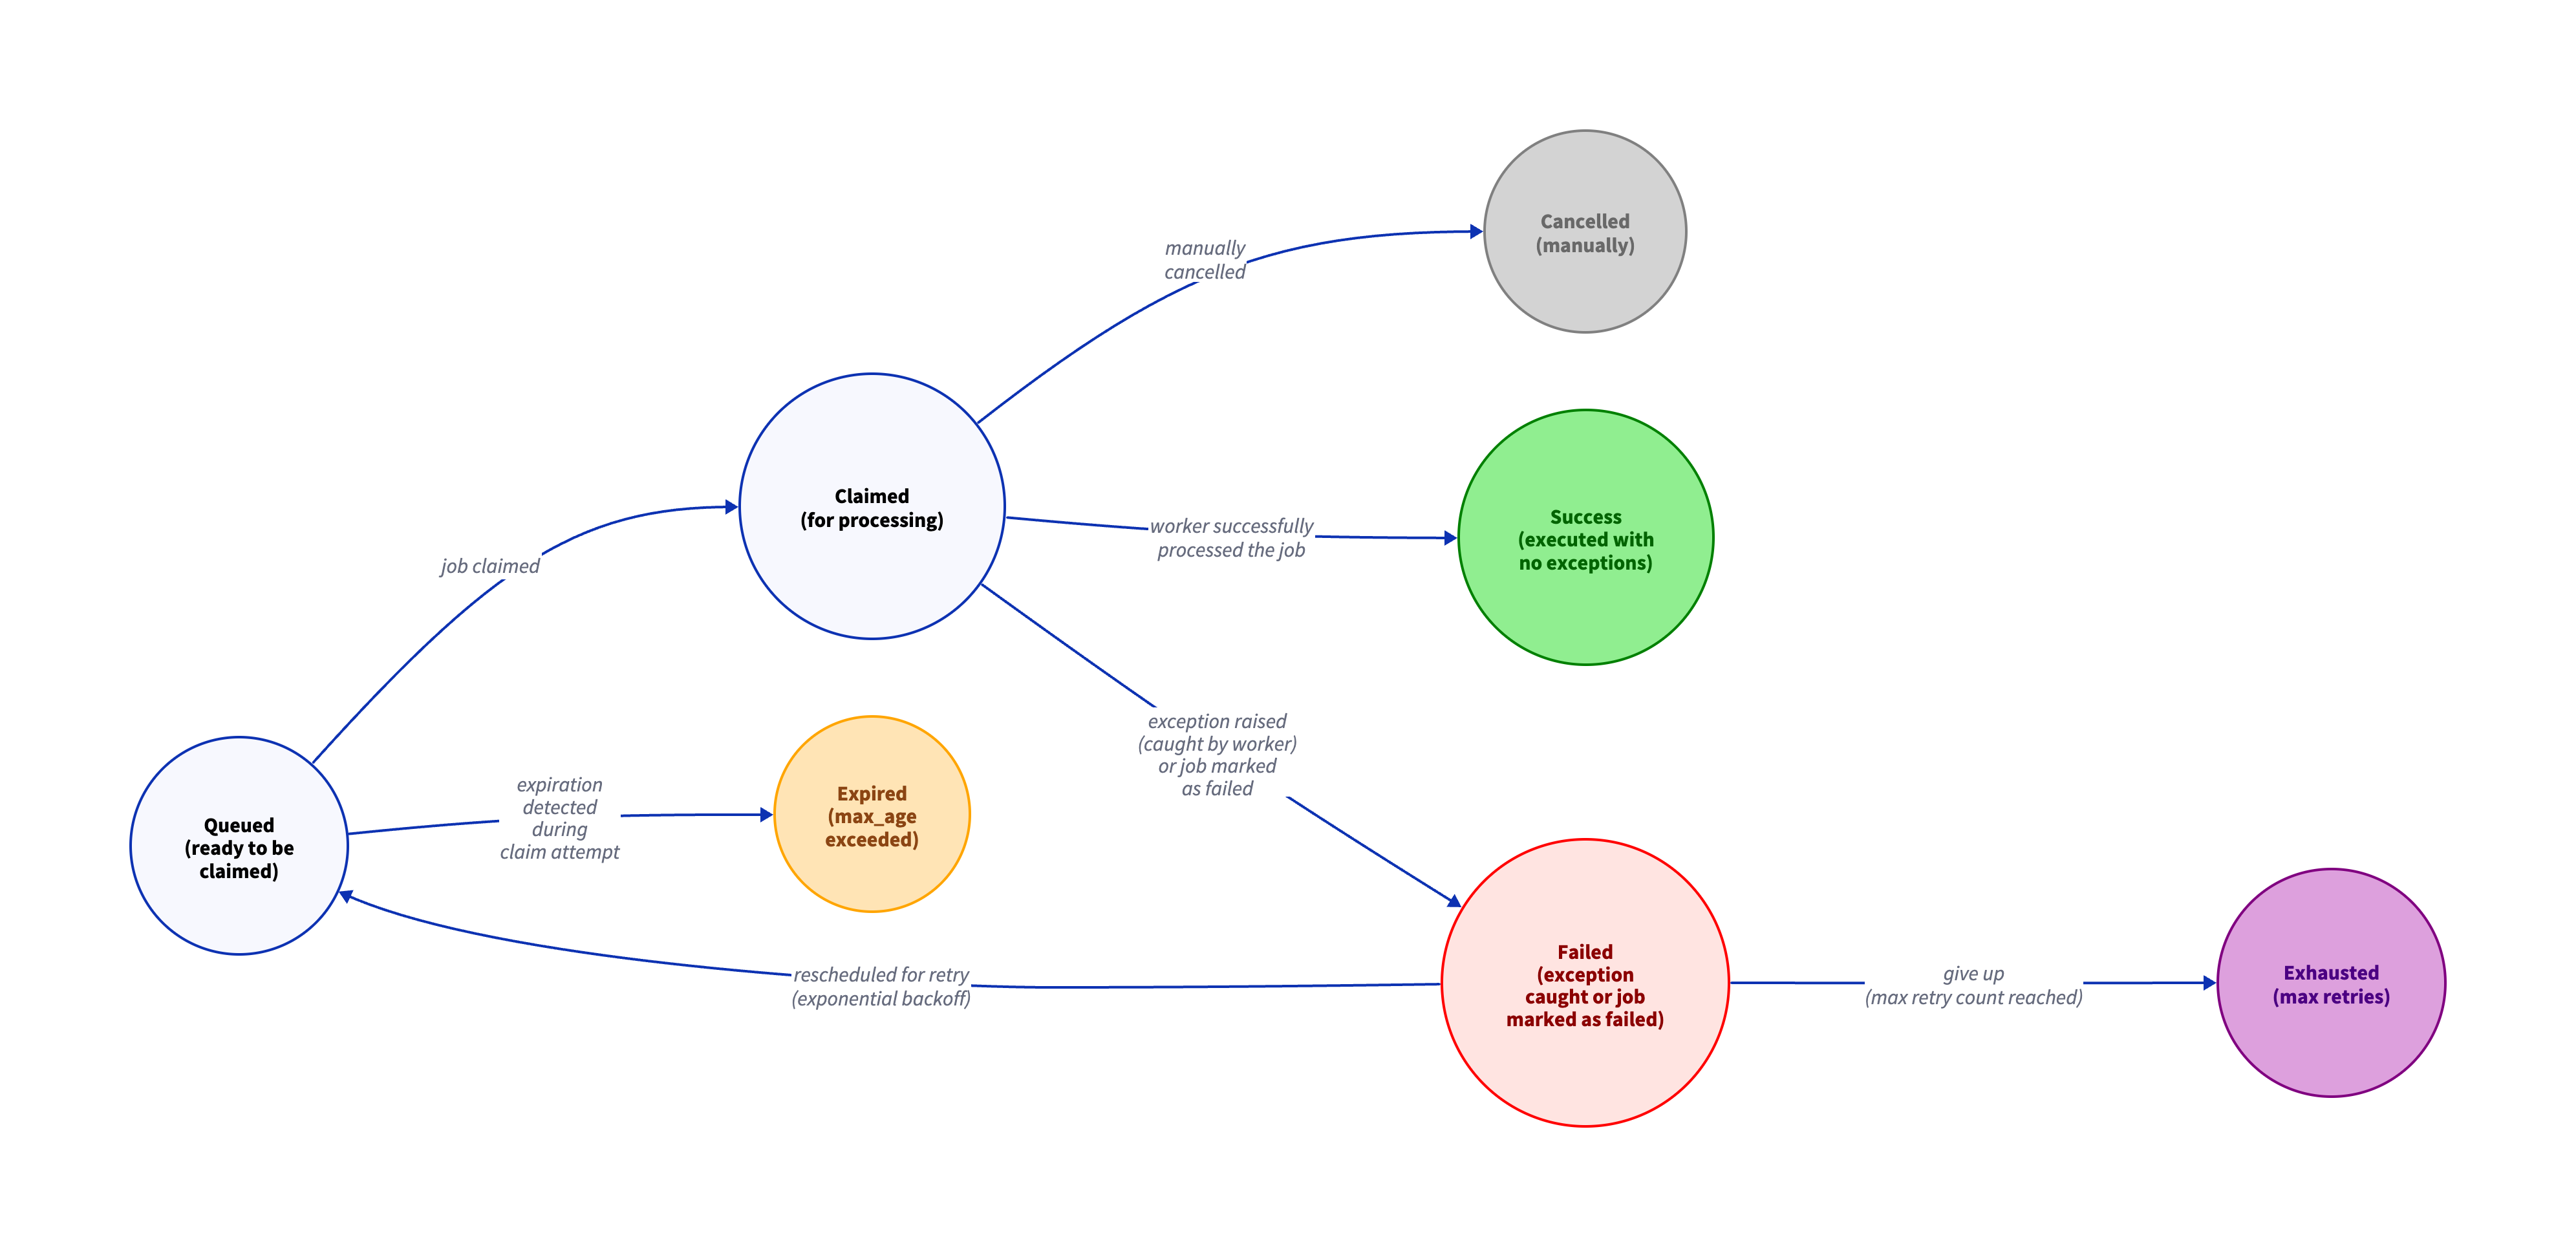 Cancelled
(manually)
manually
cancelled
Claimed
(for processing)
Success
(executed with
no exceptions)
worker successfully
processed the job
job claimed
exception raised
(caught by worker)
or job marked
as failed
expiration
detected
during
claim attempt
Expired
(max_age
exceeded)
Queued
(ready to be
claimed)
rescheduled for retry
(exponential backoff)
Failed
(exception
caught or job
marked as failed)
give up
(max retry count reached)
Exhausted
(max retries)